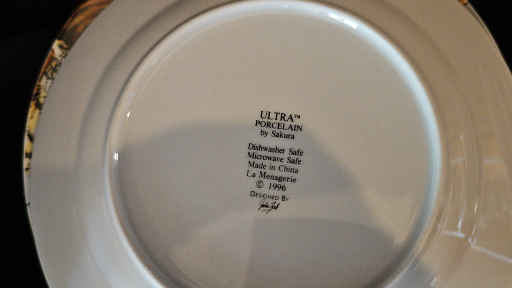 ULTRA™
PORCELAIN
by Sakura
Dishwasher Safe
Microwave Safe
Made in China
La Menagerie
© 1996
DESIGNED BY